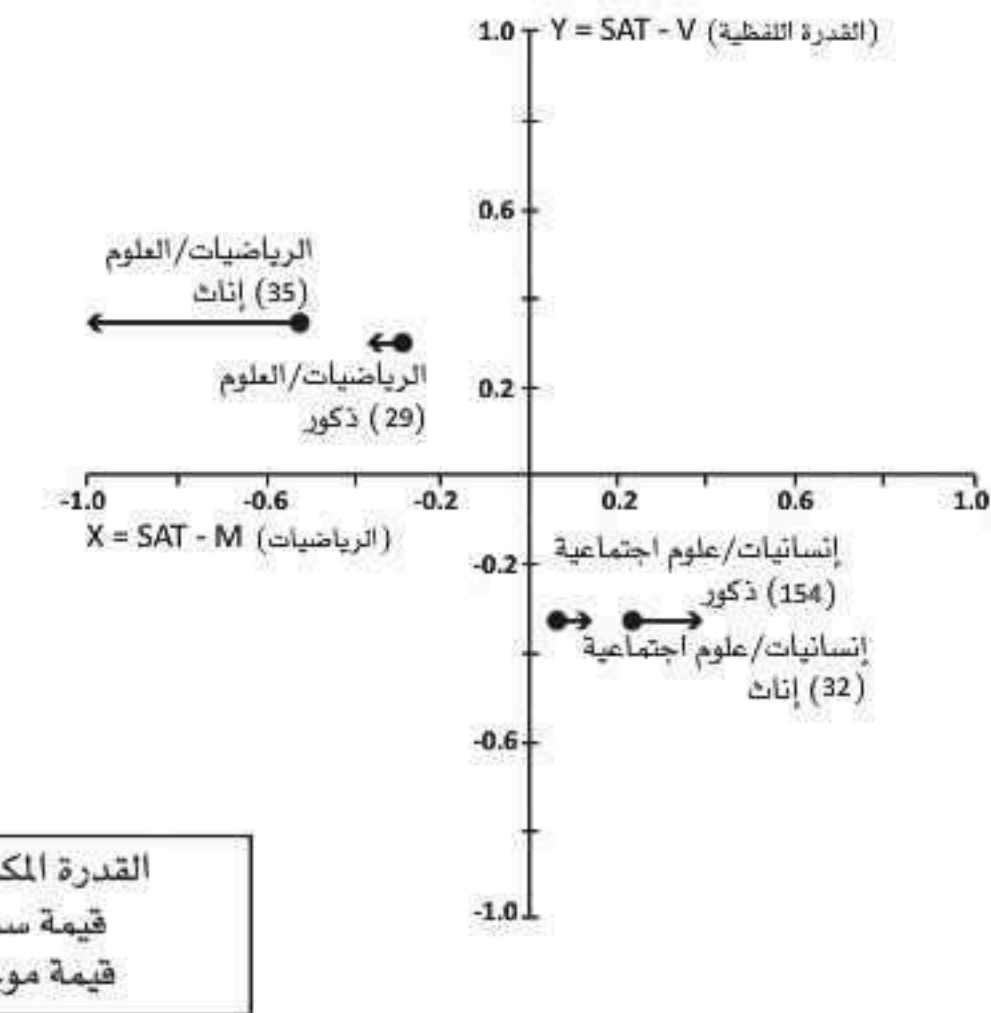 1.0 Y = SAT - V (القدرة اللفظية)
0.6
الرياضيات/العلوم
(35) إناث
الرياضيات/العلوم
(29) ذكور
0.2
-1.0 -0.6 -0.2 0.2 0.6 1.0
X = SAT - M (الرياضيات)
-0.2
إنسانيات/علوم اجتماعية
(154) ذكور
إنسانيات/علوم اجتماعية
(32) إناث
-0.6
-1.0
القدرة
قيمة
قيمة